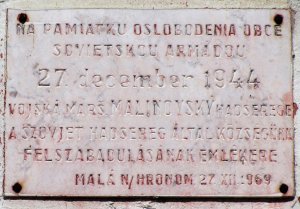 NA PAMIATKU OSLOBODENIA OBCE
SOVIETSKOU ARMÁDOU
27. december 1944
VOJSKÁ MARŠ. MALINOVSKY HADSEREGE
A SZOVJET HADSEREG ÁLTAL KÖZSÉGÜNK
FELSZABADULÁSÁNAK EMLÉKÉRE
MALÁ N/HRONOM 27 XII 1969